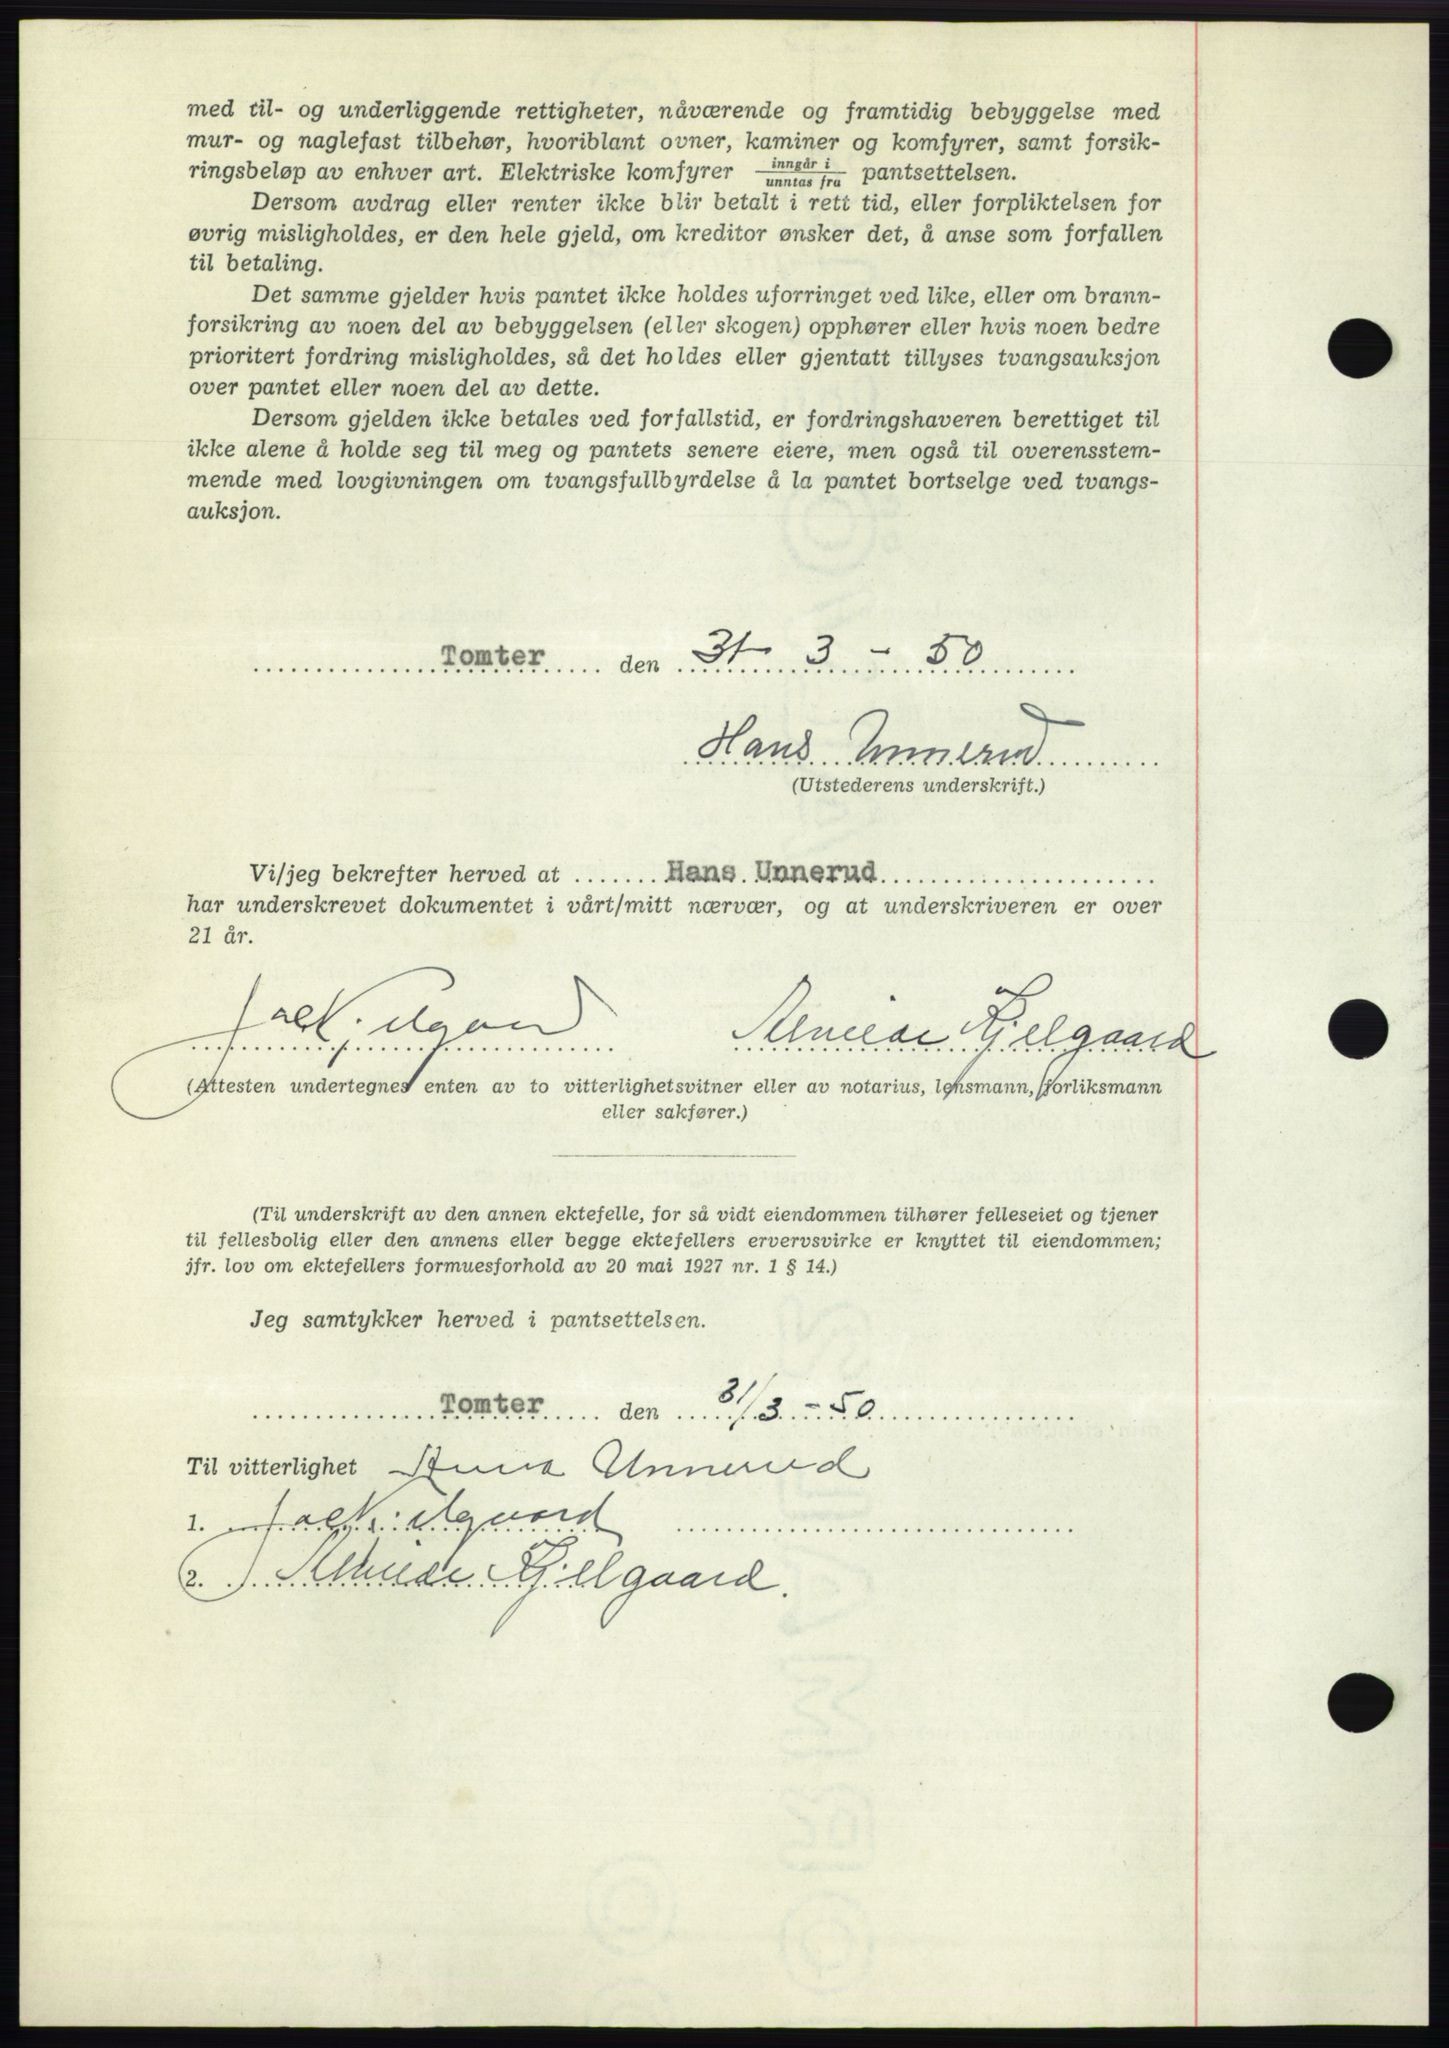 med til- og underliggende rettigheter, nåværende og framtidig bebyggelse med
mur- og naglefast tilbehør, hvoriblant ovner, kaminer og komfyrer, samt forsik-
ringsbeløp av enhver art. Elektriske komfyrer inngår i / unntas fra pantsettelsen.
Dersom avdrag eller renter ikke blir betalt i rett tid, eller forpliktelsen for
øvrig misligholdes, er den hele gjeld, om kreditor ønsker det, å anse som forfallen
til betaling.
Det samme gjelder hvis pantet ikke holdes uforringet ved like, eller om brann-
forsikring av noen del av bebyggelsen (eller skogen) opphører eller hvis noen bedre
prioritert fordring misligholdes, så det holdes eller gjentatt tillyses tvangsauksjon
over pantet eller noen del av dette.
Dersom gjelden ikke betales ved forfallstid, er fordringshaveren berettiget til
ikke alene å holde seg til meg og pantets senere eiere, men også til overensstem-
mende med lovgivningen om tvangsfullbyrdelse å la pantet bortselge ved tvangs-
auksjon.
Tomter den 31 - 3 - 50
Hans Unnerud
(Utstederens underskrift.)
Vi/jeg bekrefter herved at Hans Unnerud
har underskrevet dokumentet i vårt/mitt nærvær, og at underskriveren er over
21 år.
Kjelgaard
(Attesten undertegnes enten av to vitterlighetsvitner eller av notarius, lensmann, forliksmann
eller sakfører.)
(Til underskrift av den annen ektefelle, for så vidt eiendommen tilhører felleseiet og tjener
til fellesbolig eller den annens eller begge ektefellers ervervsvirke er knyttet til eiendommen;
jfr. lov om ektefellers formuesforhold av 20 mai 1927 nr. 1 § 14.)
Jeg samtykker herved i pantsettelsen.
Tomter den 31/3 - 50
Til vitterlighet Anna Unnerud
1.
2. Kjelgaard.